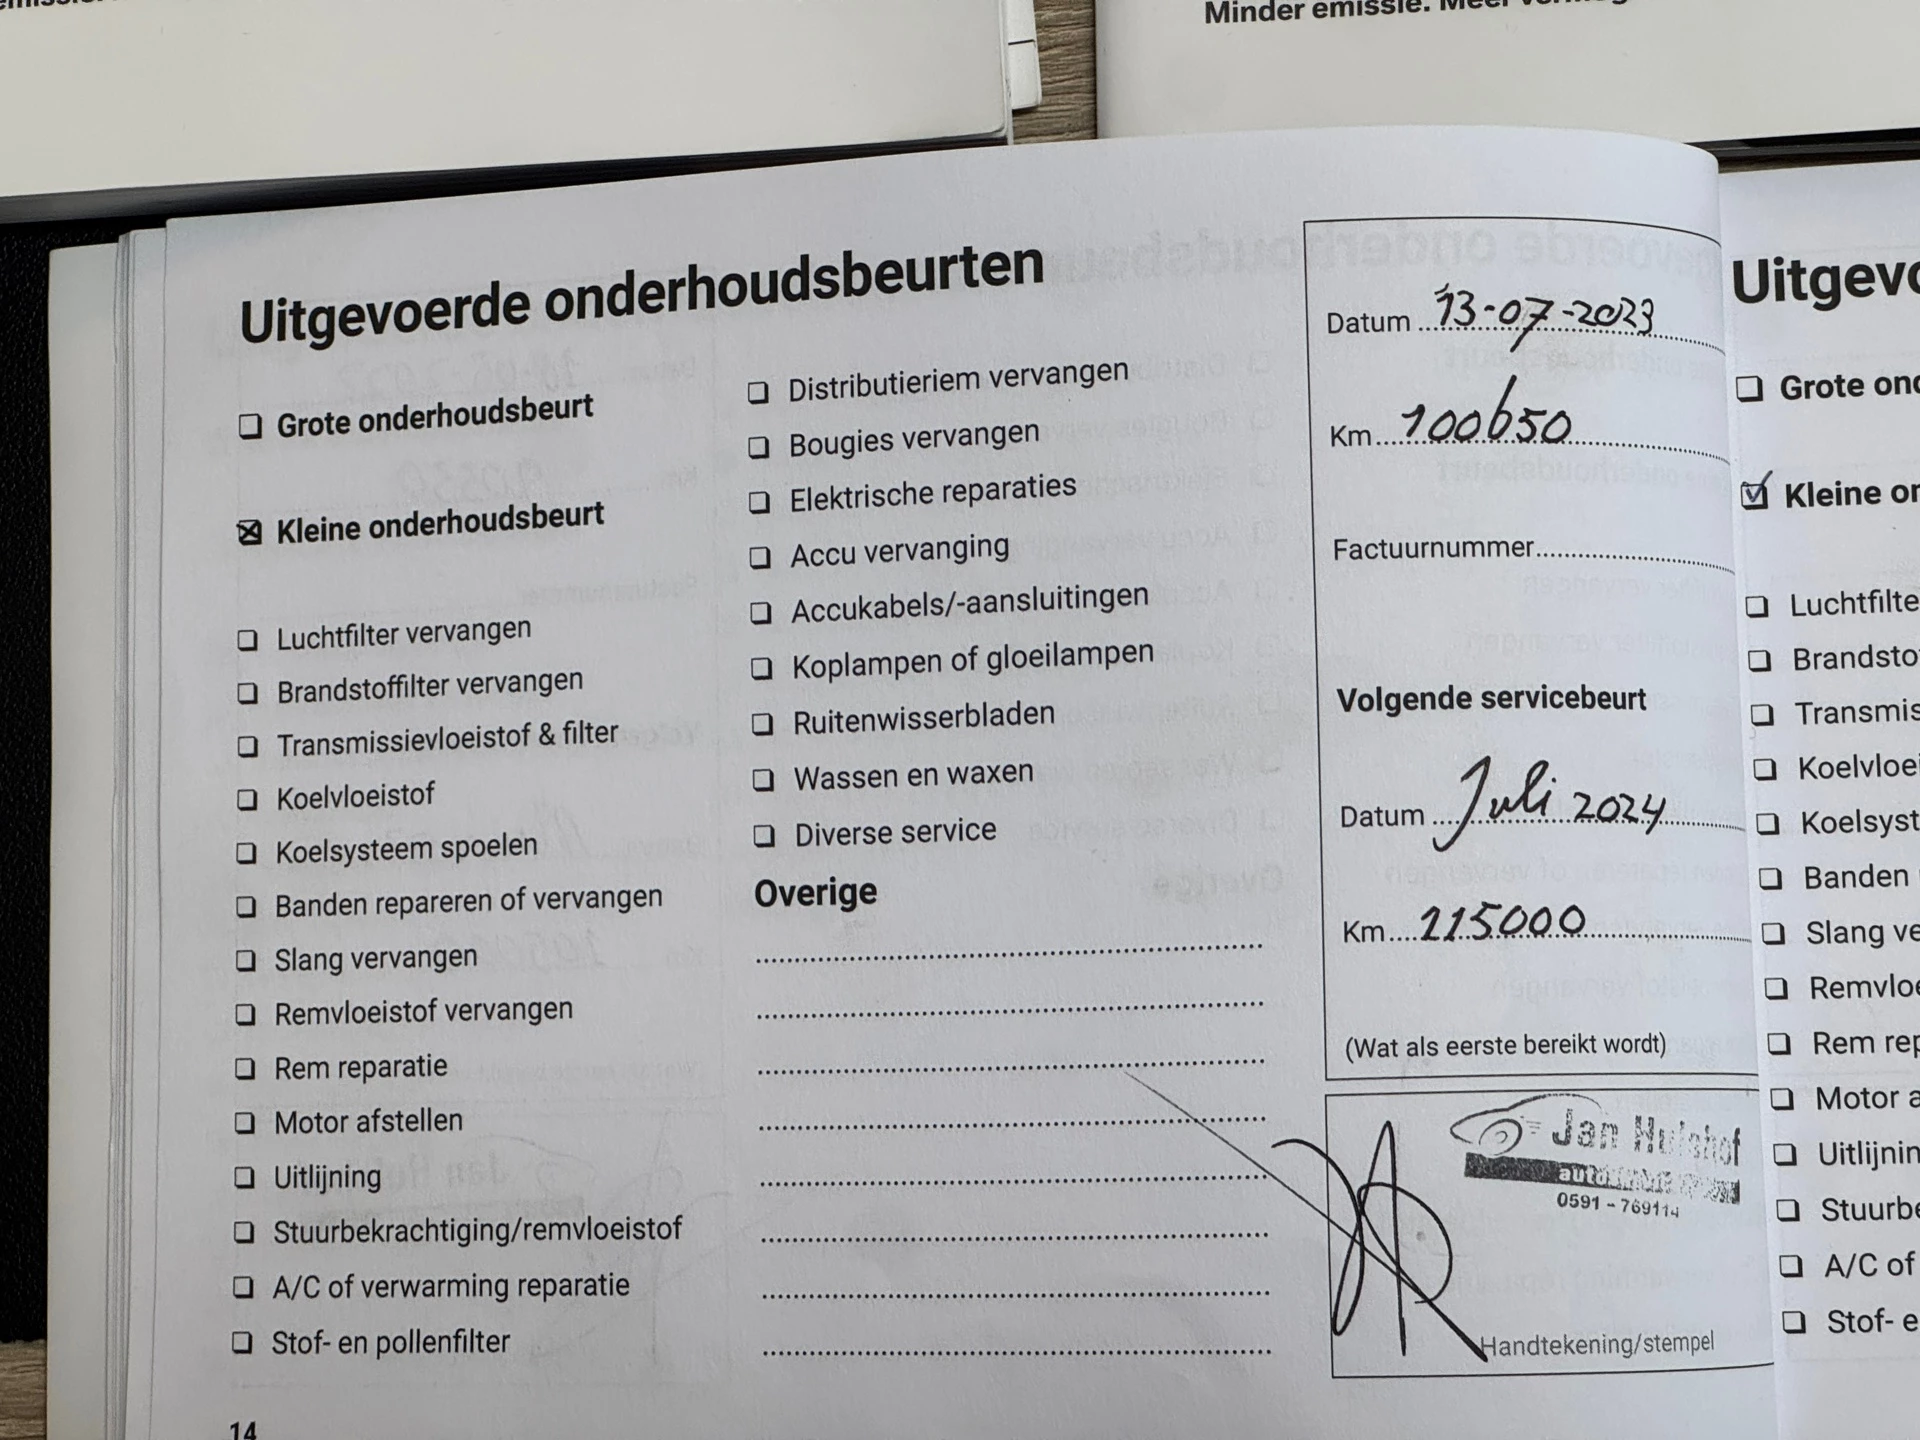 Minder emissie.
Uitgevoerde onderhoudsbeurten
Grote onderhoudsbeurt
Kleine onderhoudsbeurt
Luchtfilter vervangen
Brandstoffilter vervangen
Transmissievloeistof & filter
Koelvloeistof
Koelsysteem spoelen
Banden repareren of vervangen
Slang vervangen
Remvloeistof vervangen
Rem reparatie
Motor afstellen
Uitlijning
Stuurbekrachtiging/remvloeistof
A/C of verwarming reparatie
Stof- en pollenfilter
14
Distributieriem vervangen
Bougies vervangen
Elektrische reparaties
Accu vervanging
Accukabels/-aansluitingen
Koplampen of gloeilampen
Ruitenwisserbladen
Wassen en waxen
Diverse service
Overige
Datum 13-07-2023
Km 100650
Factuurnummer
Volgende servicebeurt
Datum Juli 2024
Km 115000
(Wat als eerste bereikt wordt)
Jan Hulshof
0591 - 769114
Handtekening/stempel
Uitgevo
Grote ond
Kleine on
Luchtfilte
Brandsto
Transmis
Koelvloei
Koelsyst
Banden
Slang ve
Remvloe
Rem rep
Motor a
Uitlijnin
Stuurbe
A/C of
Stof- e